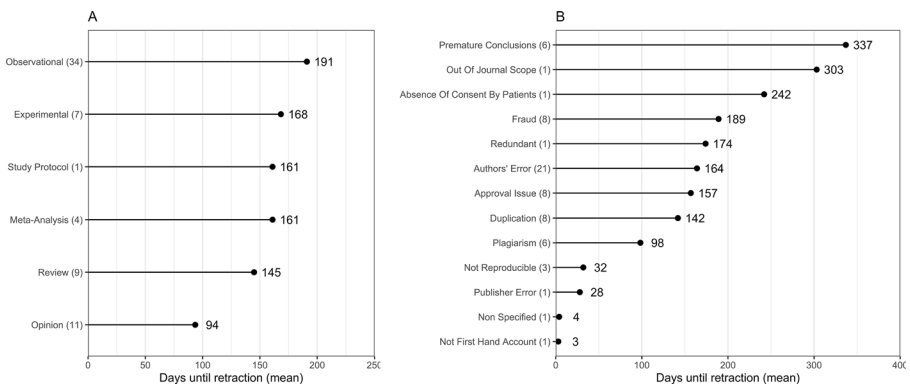 A
Observational (34)
191
Experimental (7)
168
Study Protocol (1)
161
Meta-Analysis (4)
161
Review (9)
145
Opinion (11)
94
0 50 100 150 200 250
Days until retraction (mean)
B
Premature Conclusions (6)
337
Out Of Journal Scope (1)
303
Absence Of Consent By Patients (1)
242
Fraud (8)
189
Redundant (1)
174
Authors' Error (21)
164
Approval Issue (8)
157
Duplication (8)
142
Plagiarism (6)
98
Not Reproducible (3)
32
Publisher Error (1)
28
Non Specified (1)
4
Not First Hand Account (1)
3
0 100 200 300 400
Days until retraction (mean)